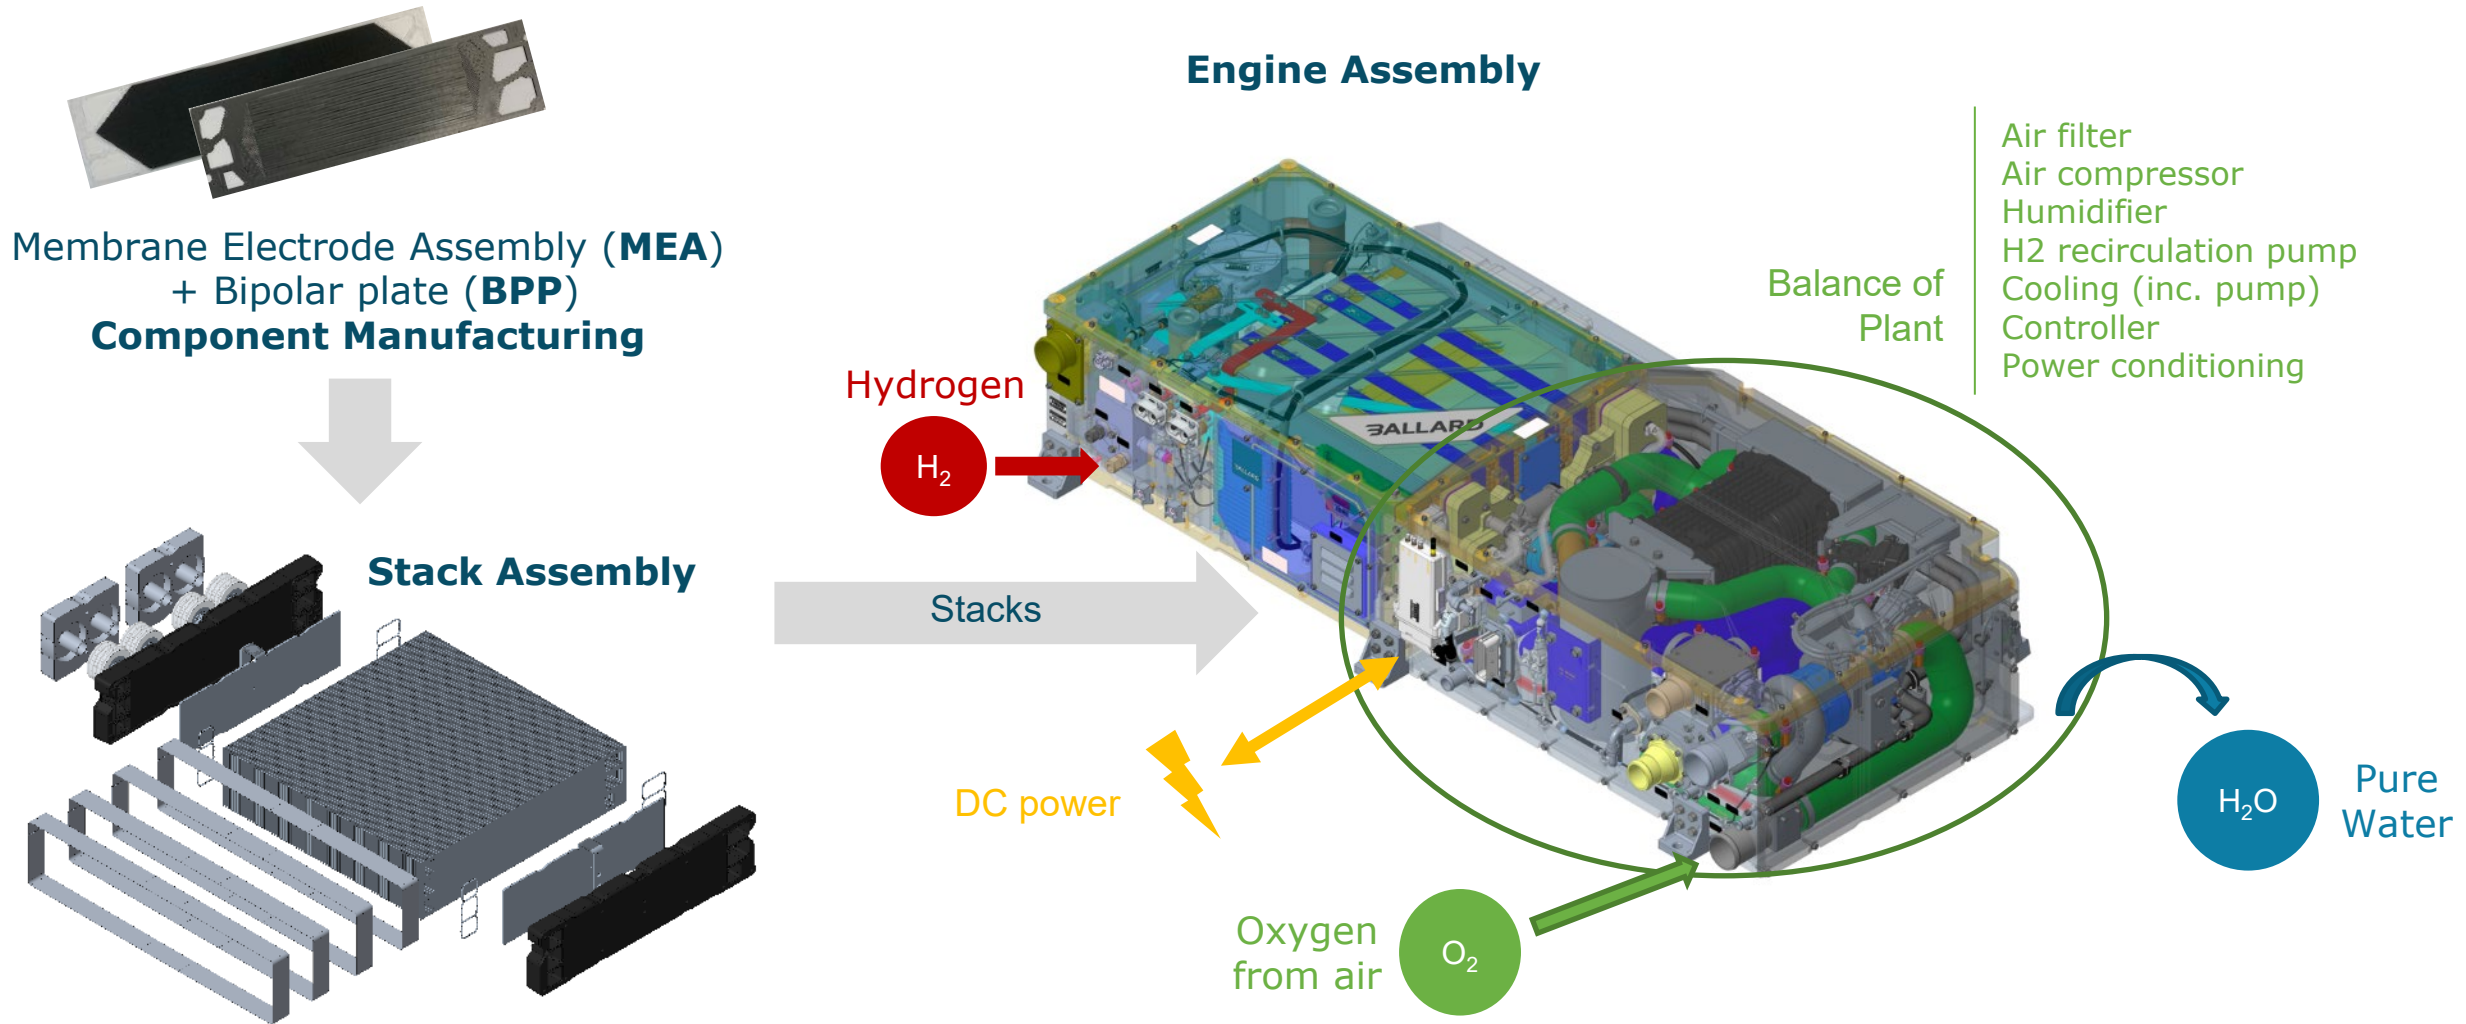 Membrane Electrode Assembly (MEA)
+ Bipolar plate (BPP)
Component Manufacturing
Stack Assembly
Stacks
Engine Assembly
Hydrogen
H₂
BALLARD
BALLARD
Balance of
Plant
Air filter
Air compressor
Humidifier
H2 recirculation pump
Cooling (inc. pump)
Controller
Power conditioning
DC power
Oxygen
from air
O₂
H₂O
Pure
Water